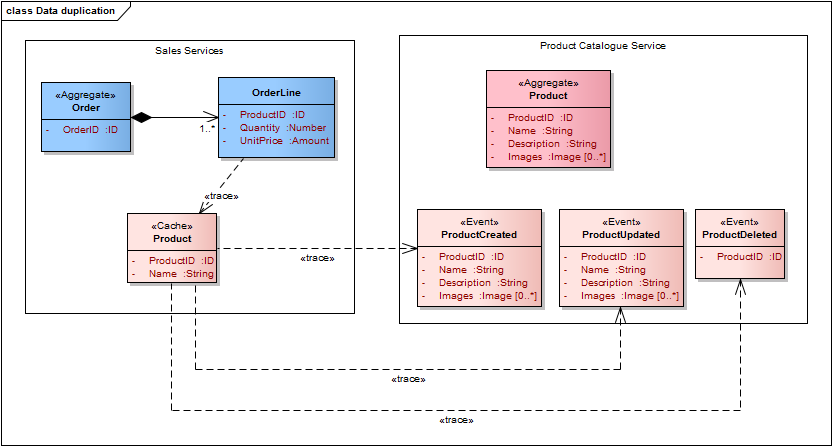 class Data duplication
Sales Services
«Aggregate»
Order
- OrderID :ID
1..*
OrderLine
- ProductID :ID
- Quantity :Number
- UnitPrice :Amount
«trace»
«Cache»
Product
- ProductID :ID
- Name :String
«trace»
Product Catalogue Service
«Aggregate»
Product
- ProductID :ID
- Name :String
- Description :String
- Images :Image [0..*]
«Event»
ProductCreated
- ProductID :ID
- Name :String
- Description :String
- Images :Image [0..*]
«Event»
ProductUpdated
- ProductID :ID
- Name :String
- Description :String
- Images :Image [0..*]
«Event»
ProductDeleted
- ProductID :ID
«trace»
«trace»